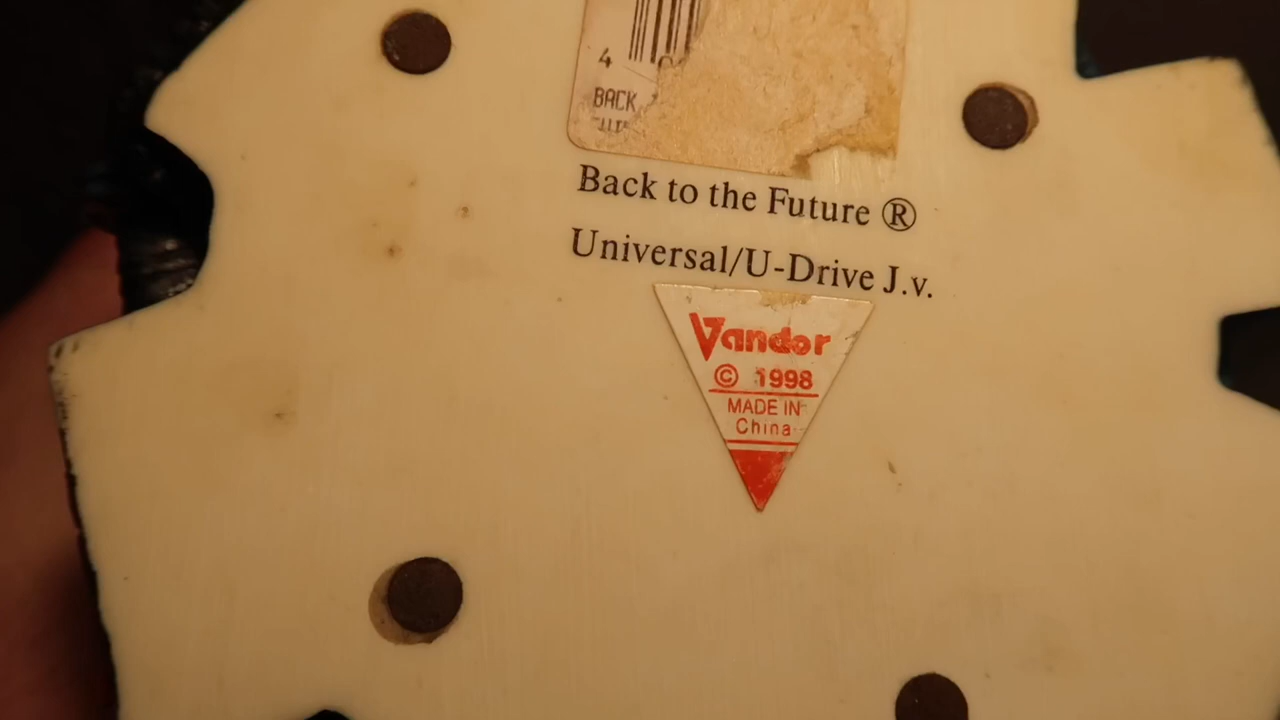 4
BACK
Back to the Future ®
Universal/U-Drive J.v.
Vandor
© 1998
MADE IN
China